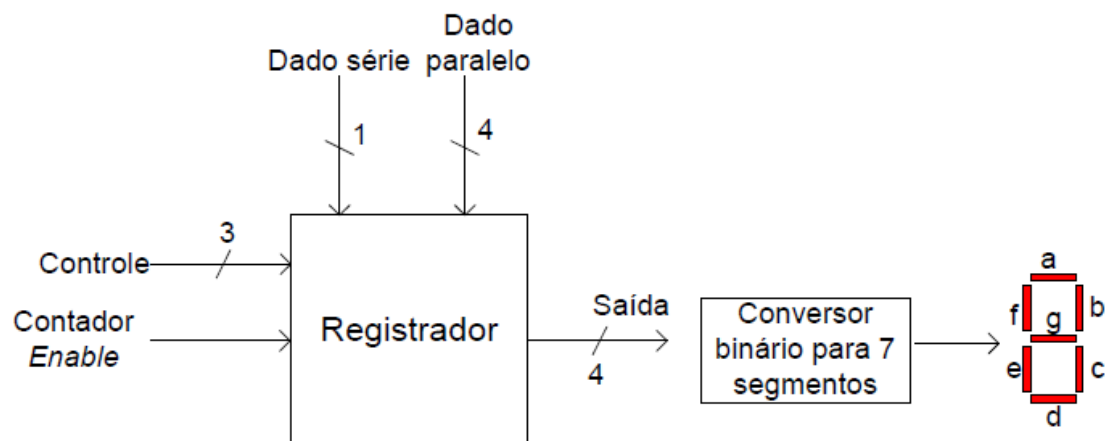 Dado
Dado série paralelo
1
4
3
Controle
Contador
Enable
Registrador
Saída
4
Conversor
binário para 7
segmentos
a
f
b
g
e
c
d